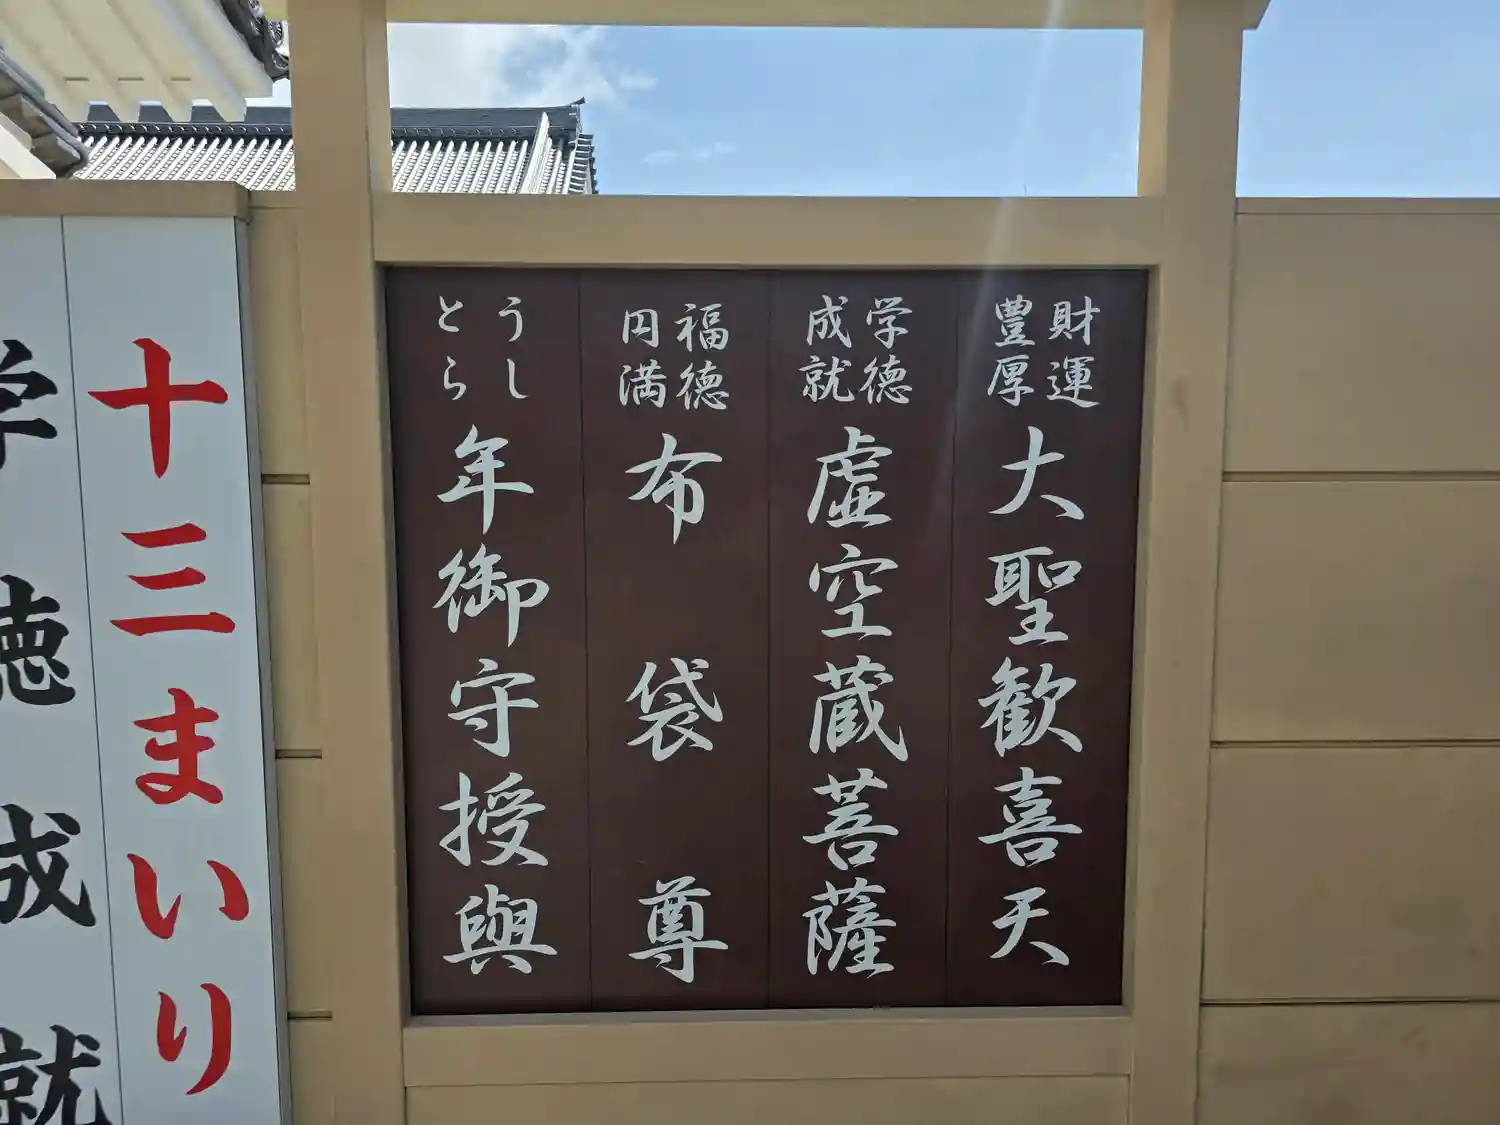 財運豊厚 大聖歓喜天
学徳成就 虚空蔵菩薩
福徳円満 布袋尊
うしとら年御守授與
十三まいり
学徳成就